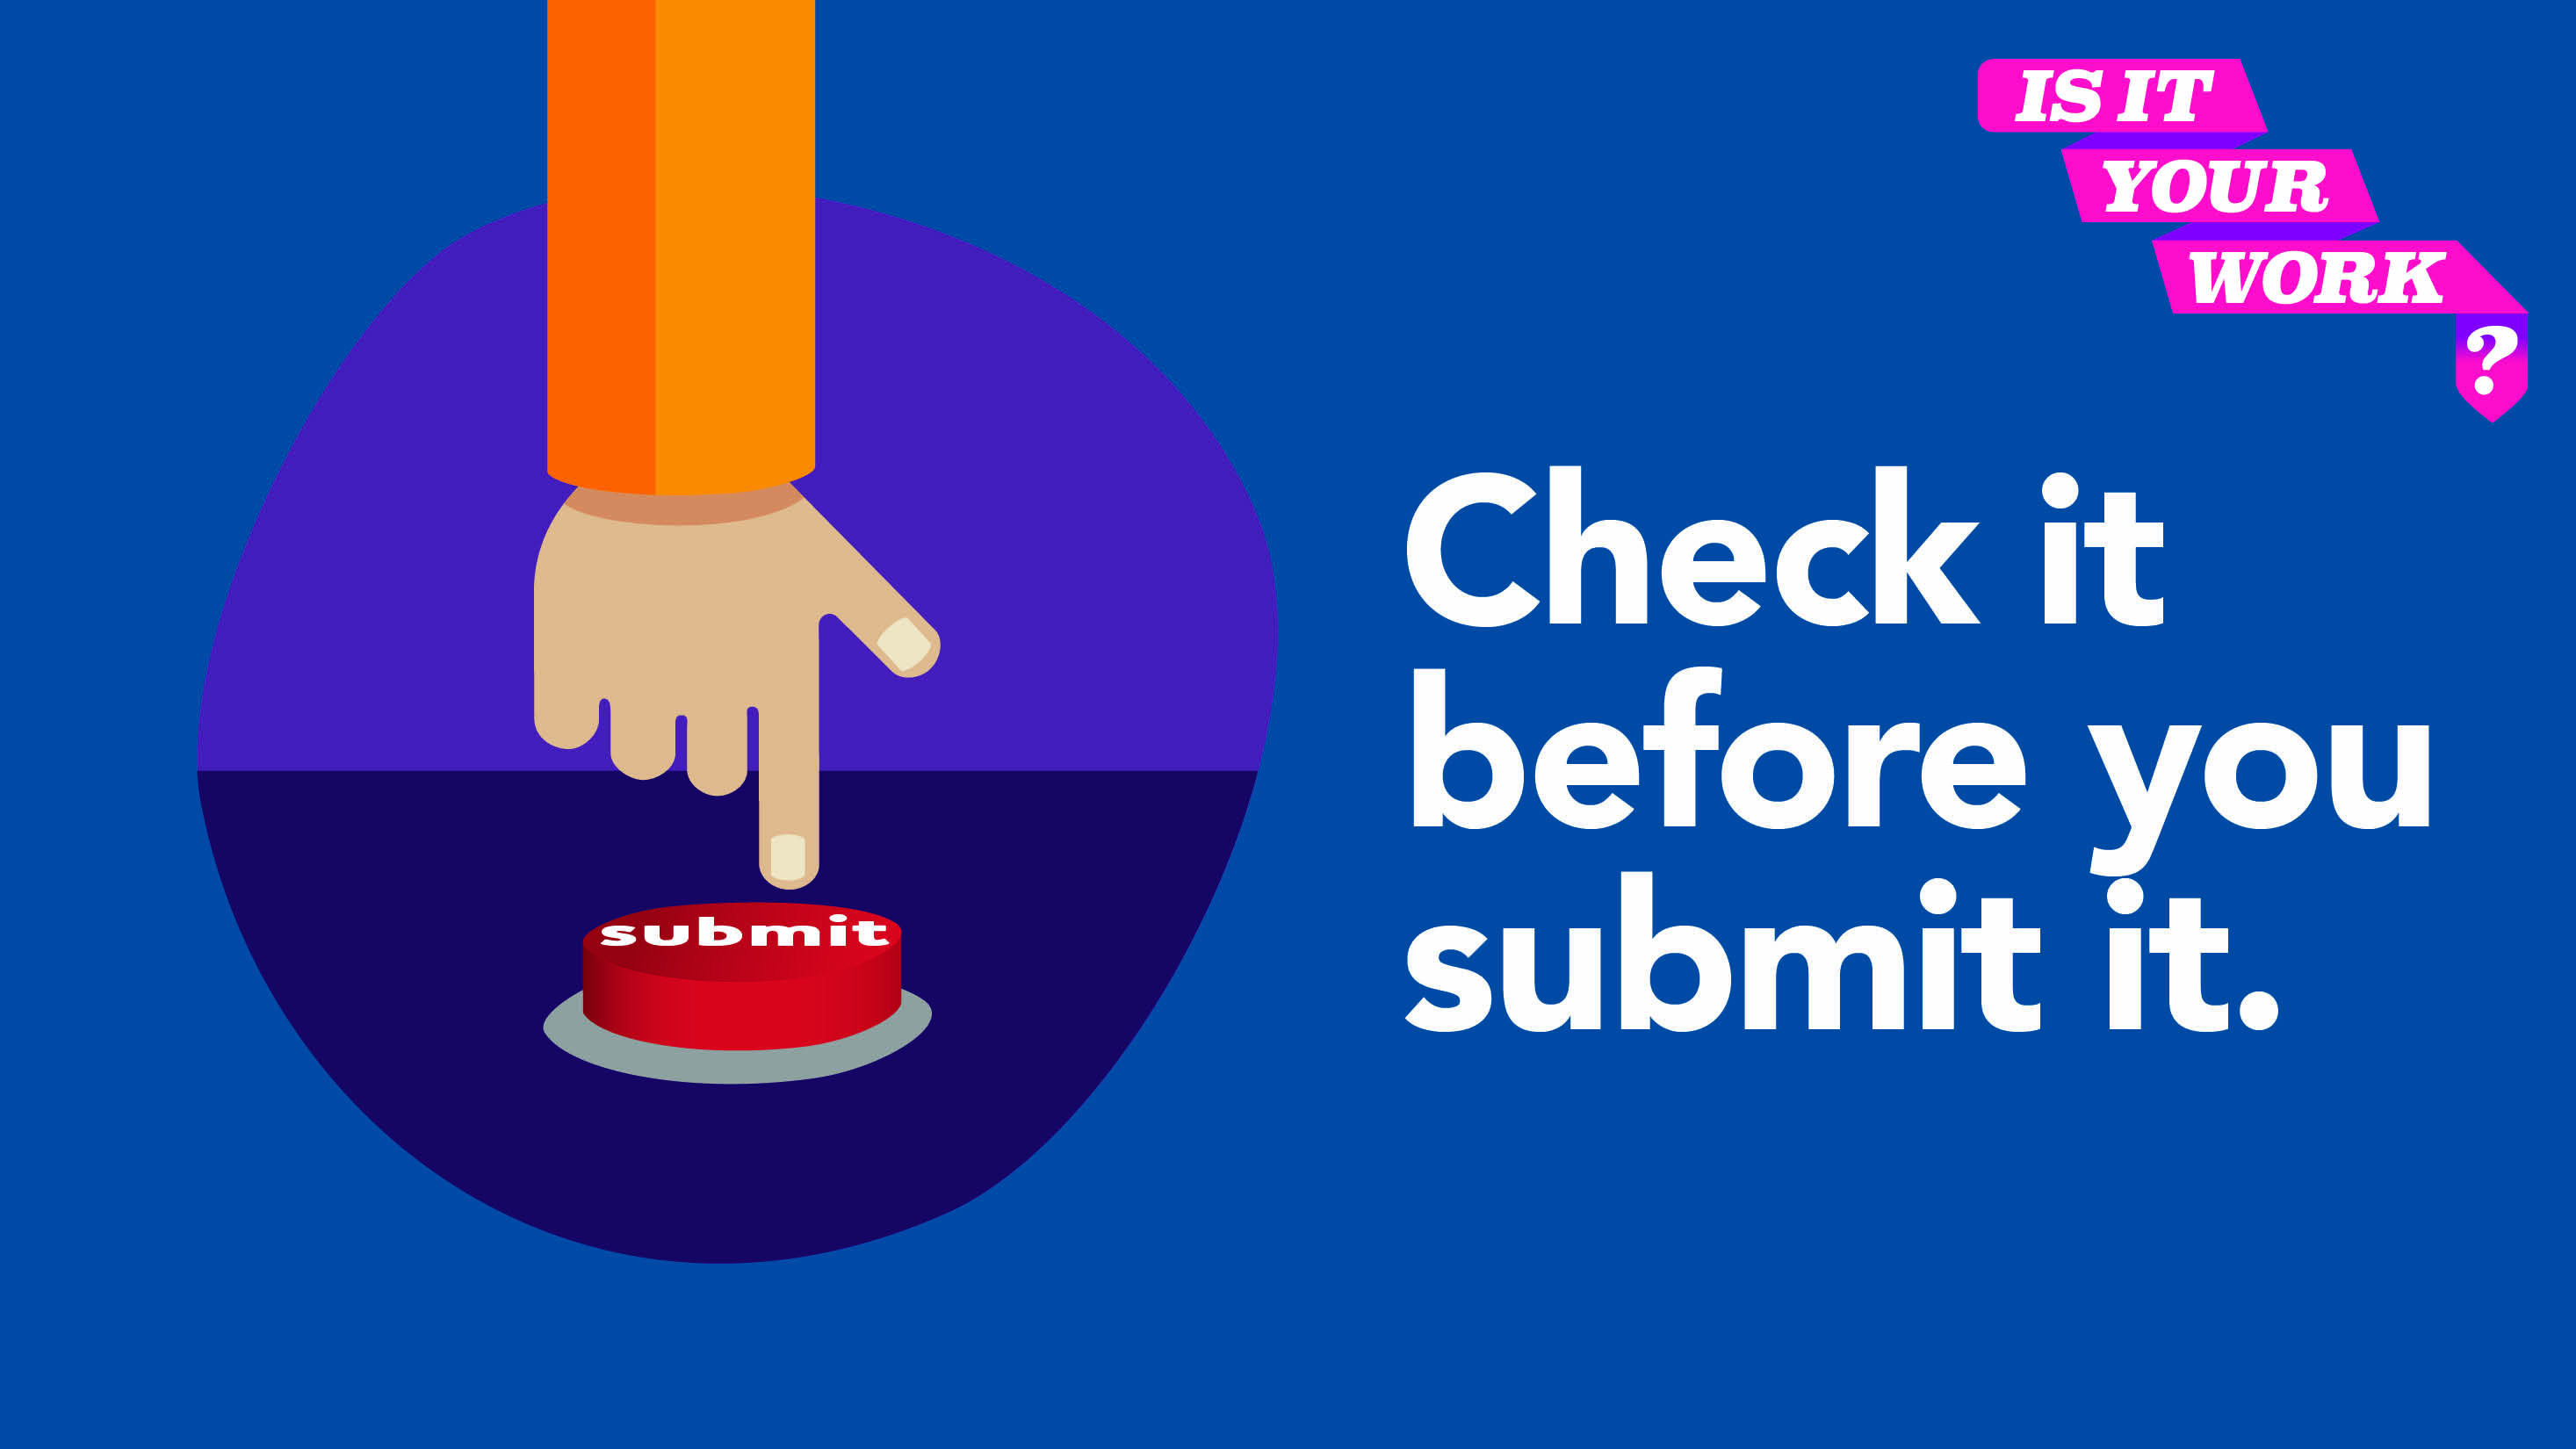 IS IT
YOUR
WORK
?
Check it
before you
submit it.
submit